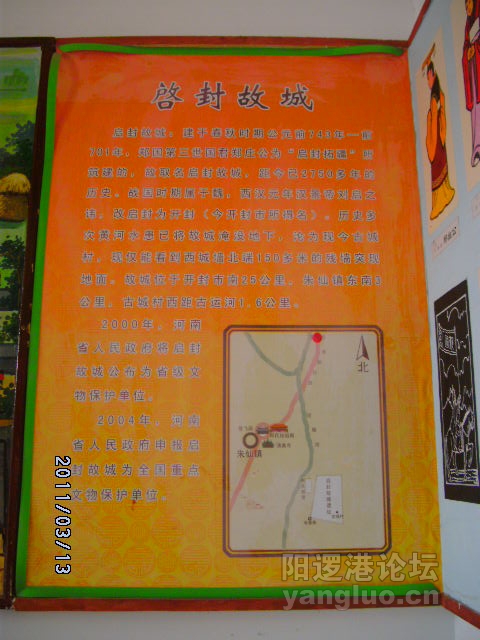 啓封故城
启封故城：建于春秋时期公元前743年—前
701年，郑国第三世国君郑庄公为“启封拓疆”所
筑建的，故取名启封故城，距今已2750多年的
历史。战国时期属于魏，西汉元年汉景帝刘启之
讳，改启封为开封（今开封市所得名）。历史多
次黄河水患已将故城淹没地下，沦为现今古城
村，现仅能看到西城墙北端150多米的残墙突现
地面。故城位于开封市南25公里，朱仙镇东南3
公里，古城村西距古运河1.6公里。
2000年，河南
省人民政府将启封
故城公布为省级文
物保护单位。
2004年，河南
省人民政府申报启
封故城为全国重点
文物保护单位。
北
朱仙镇
2011/03/13
阳逻港论坛
yangluo.cn